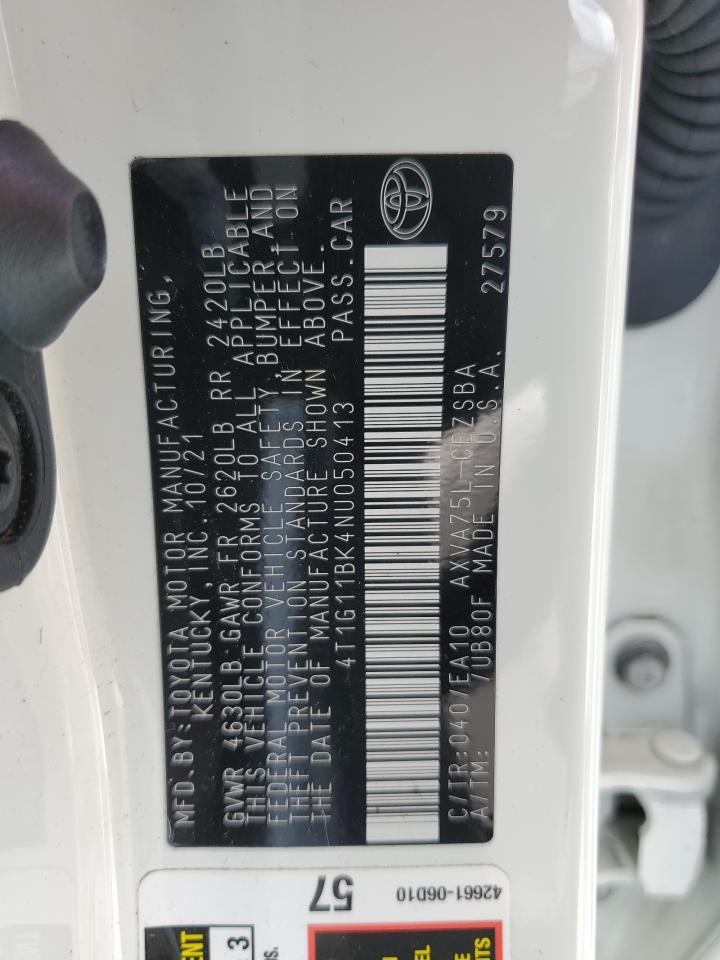 MFD.BY:TOYOTA MOTOR MANUFACTURING,
KENTUCKY, INC. 10/21
GVWR 4630LB GAWR FR 2620LB RR 2420LB
THIS VEHICLE CONFORMS TO ALL APPLICABLE
FEDERAL MOTOR VEHICLE SAFETY, BUMPER, AND
THEFT PREVENTION STANDARDS IN EFFECT ON
THE DATE OF MANUFACTURE SHOWN ABOVE.
4T1G11BK4NU050413 PASS.CAR
C/TR:040/EA10 AXVA75L-CEZSBA
A/TM: /UB80F MADE IN U.S.A. 27579
57
42661-06D10
3